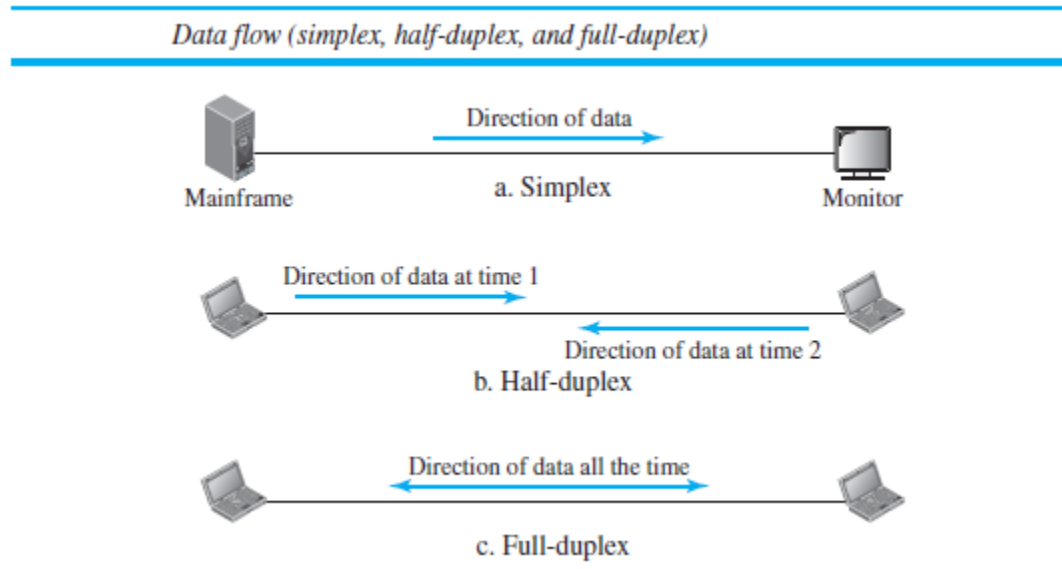 Data flow (simplex, half-duplex, and full-duplex)
Direction of data
Mainframe
a. Simplex
Monitor
Direction of data at time 1
Direction of data at time 2
b. Half-duplex
Direction of data all the time
c. Full-duplex